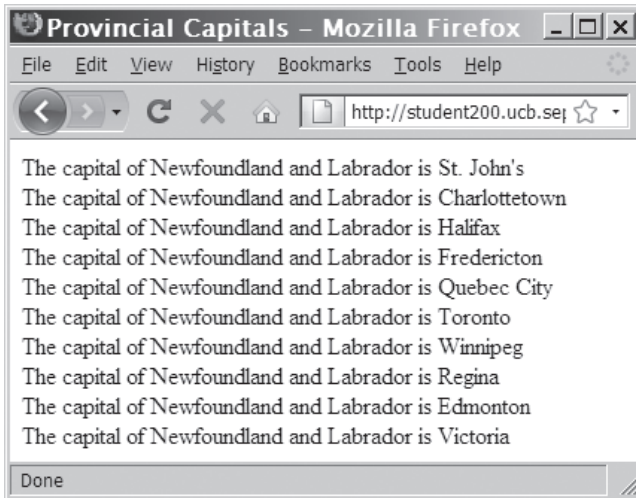 Provincial Capitals – Mozilla Firefox
File Edit View History Bookmarks Tools Help
http://student200.ucb.sep
The capital of Newfoundland and Labrador is St. John's
The capital of Newfoundland and Labrador is Charlottetown
The capital of Newfoundland and Labrador is Halifax
The capital of Newfoundland and Labrador is Fredericton
The capital of Newfoundland and Labrador is Quebec City
The capital of Newfoundland and Labrador is Toronto
The capital of Newfoundland and Labrador is Winnipeg
The capital of Newfoundland and Labrador is Regina
The capital of Newfoundland and Labrador is Edmonton
The capital of Newfoundland and Labrador is Victoria
Done